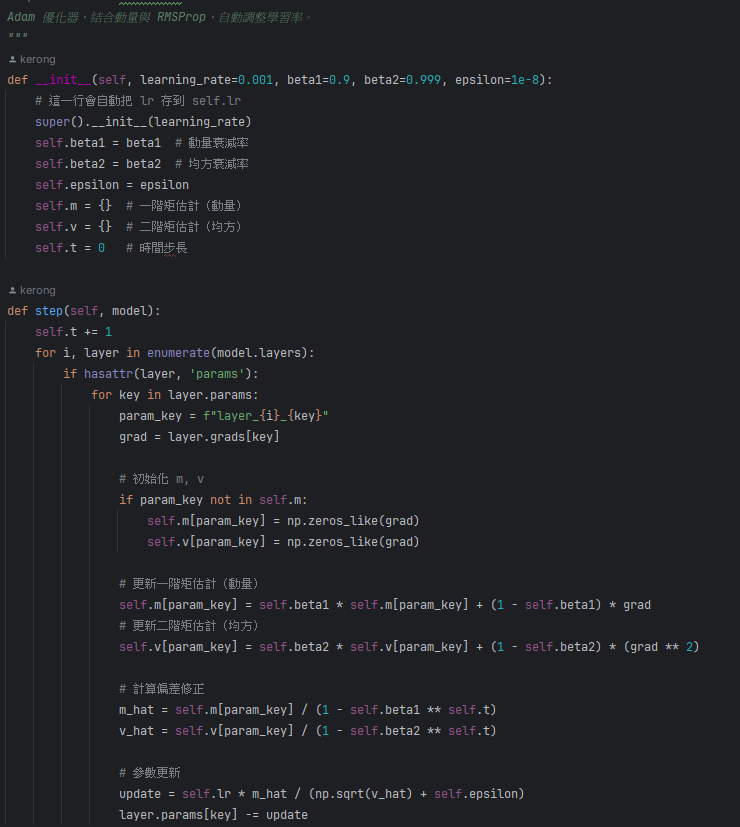 Adam 優化器，結合動量與 RMSProp，自動調整學習率。
"""
kerong
def __init__(self, learning_rate=0.001, beta1=0.9, beta2=0.999, epsilon=1e-8):
    # 這一行會自動把 lr 存到 self.lr
    super().__init__(learning_rate)
    self.beta1 = beta1  # 動量衰減率
    self.beta2 = beta2  # 均方衰減率
    self.epsilon = epsilon
    self.m = {}  # 一階矩估計（動量）
    self.v = {}  # 二階矩估計（均方）
    self.t = 0   # 時間步長
kerong
def step(self, model):
    self.t += 1
    for i, layer in enumerate(model.layers):
        if hasattr(layer, 'params'):
            for key in layer.params:
                param_key = f"layer_{i}_{key}"
                grad = layer.grads[key]
                # 初始化 m, v
                if param_key not in self.m:
                    self.m[param_key] = np.zeros_like(grad)
                    self.v[param_key] = np.zeros_like(grad)
                # 更新一階矩估計（動量）
                self.m[param_key] = self.beta1 * self.m[param_key] + (1 - self.beta1) * grad
                # 更新二階矩估計（均方）
                self.v[param_key] = self.beta2 * self.v[param_key] + (1 - self.beta2) * (grad ** 2)
                # 計算偏差修正
                m_hat = self.m[param_key] / (1 - self.beta1 ** self.t)
                v_hat = self.v[param_key] / (1 - self.beta2 ** self.t)
                # 參數更新
                update = self.lr * m_hat / (np.sqrt(v_hat) + self.epsilon)
                layer.params[key] -= update